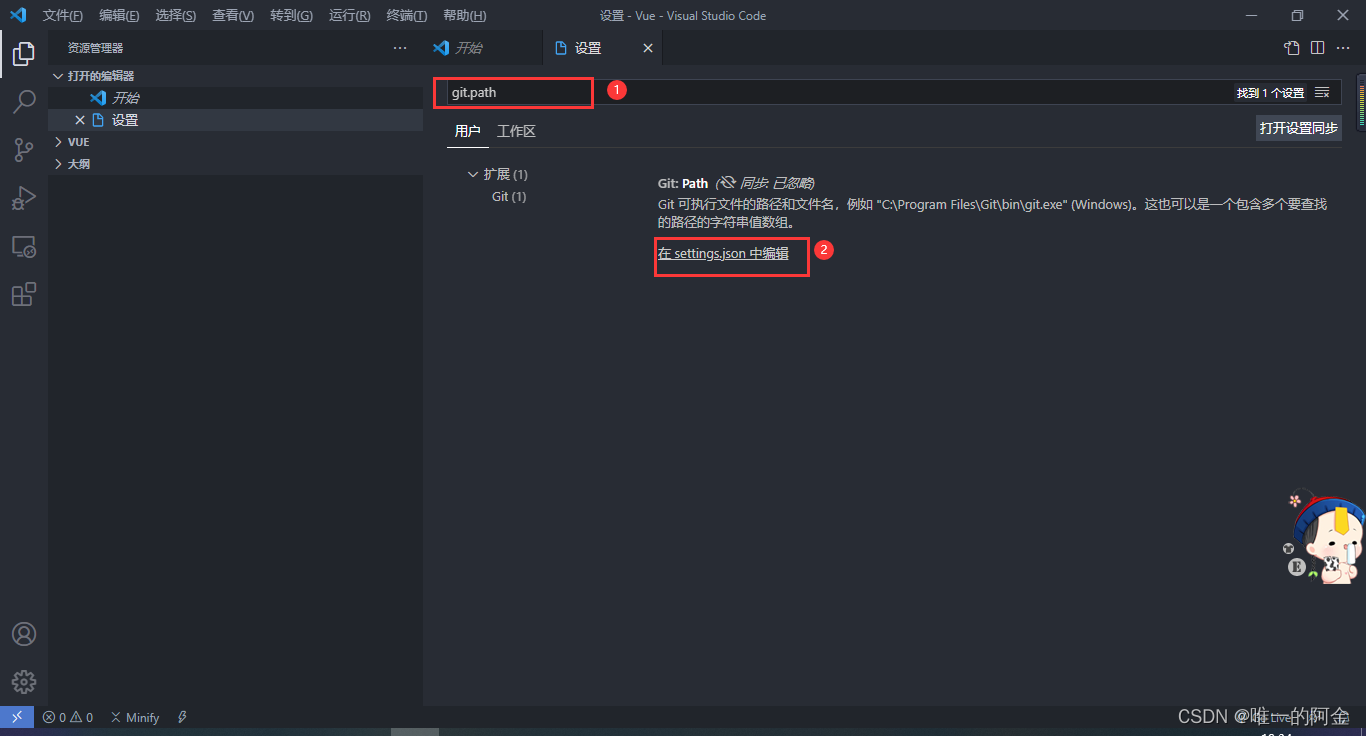 文件(F) 编辑(E) 选择(S) 查看(V) 转到(G) 运行(R) 终端(T) 帮助(H) 设置 - Vue - Visual Studio Code
资源管理器 ··· 开始 设置
打开的编辑器
开始
设置
VUE
大纲
git.path 1 找到 1 个设置
用户 工作区 打开设置同步
扩展 (1)
Git (1)
Git: Path (同步: 已忽略)
Git 可执行文件的路径和文件名，例如 "C:\Program Files\Git\bin\git.exe" (Windows)。这也可以是一个包含多个要查找
的路径的字符串值数组。
在 settings.json 中编辑 2
E
0 0 Minify
CSDN @唯一的阿金